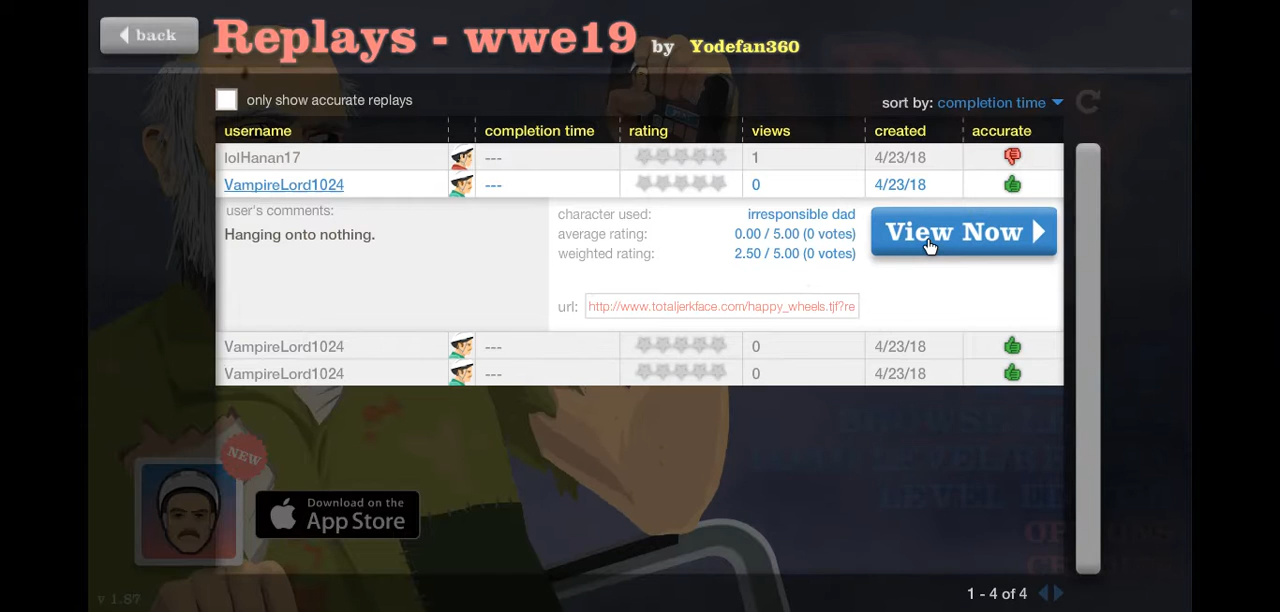 back
Replays - wwe19 by Yodefan360
only show accurate replays
sort by: completion time
username completion time rating views created accurate
lolHanan17 --- 1 4/23/18
VampireLord1024 --- 0 4/23/18
user's comments:
Hanging onto nothing.
character used: irresponsible dad
average rating: 0.00 / 5.00 (0 votes)
weighted rating: 2.50 / 5.00 (0 votes)
View Now
url: http://www.totaljerkface.com/happy_wheels.tjf?re
VampireLord1024 --- 0 4/23/18
VampireLord1024 --- 0 4/23/18
NEW
Download on the
App Store
LEVEL
OPTIONS
v 1.87
1 - 4 of 4